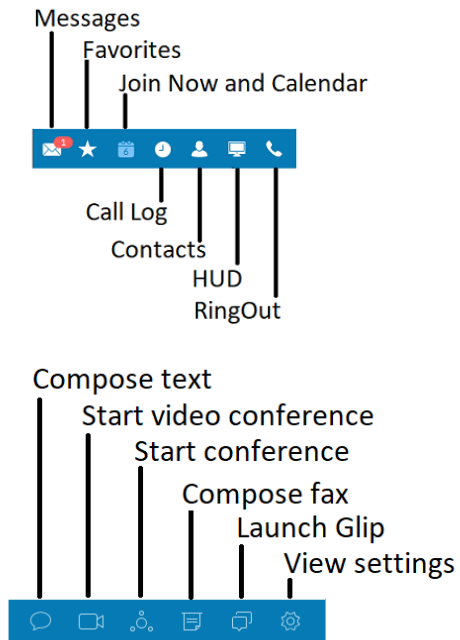 Messages
Favorites
Join Now and Calendar
1
6
Call Log
Contacts
HUD
RingOut
Compose text
Start video conference
Start conference
Compose fax
Launch Glip
View settings